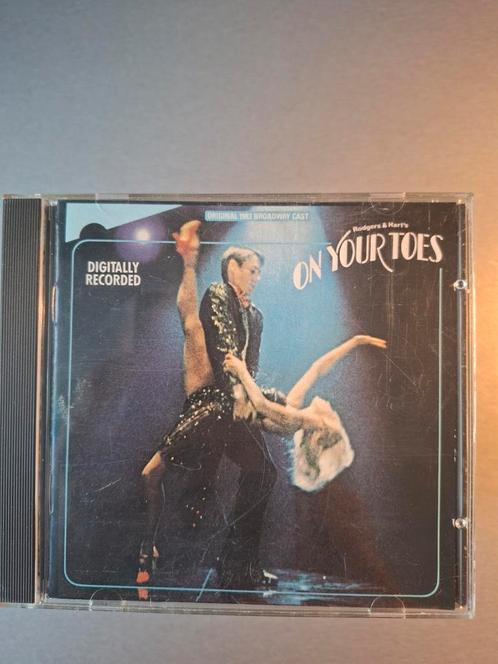 ORIGINAL 1983 BROADWAY CAST
Rodgers & Hart's
ON YOUR TOES
DIGITALLY
RECORDED